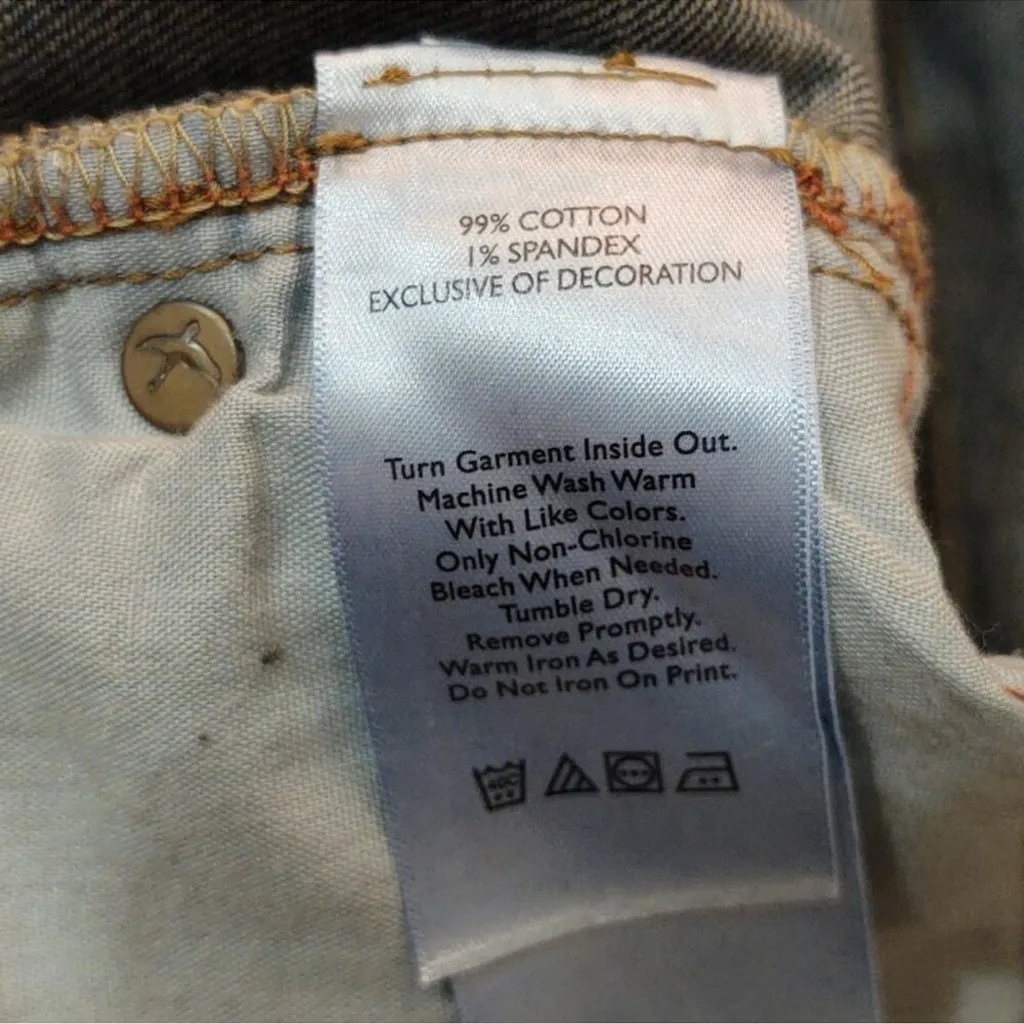 99% COTTON
1% SPANDEX
EXCLUSIVE OF DECORATION
Turn Garment Inside Out.
Machine Wash Warm
With Like Colors.
Only Non-Chlorine
Bleach When Needed.
Tumble Dry.
Remove Promptly.
Warm Iron As Desired.
Do Not Iron On Print.
40C